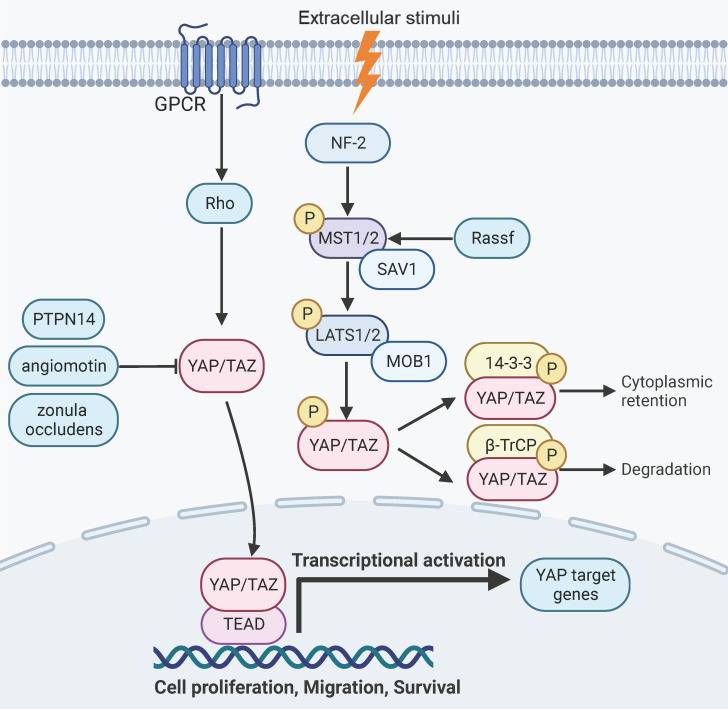 Extracellular stimuli
GPCR
NF-2
Rho
P
MST1/2
Rassf
SAV1
PTPN14
angiomotin
zonula
occludens
YAP/TAZ
P
LATS1/2
MOB1
P
YAP/TAZ
14-3-3
P
YAP/TAZ
Cytoplasmic
retention
β-TrCP
P
YAP/TAZ
Degradation
YAP/TAZ
TEAD
Transcriptional activation
YAP target
genes
Cell proliferation, Migration, Survival